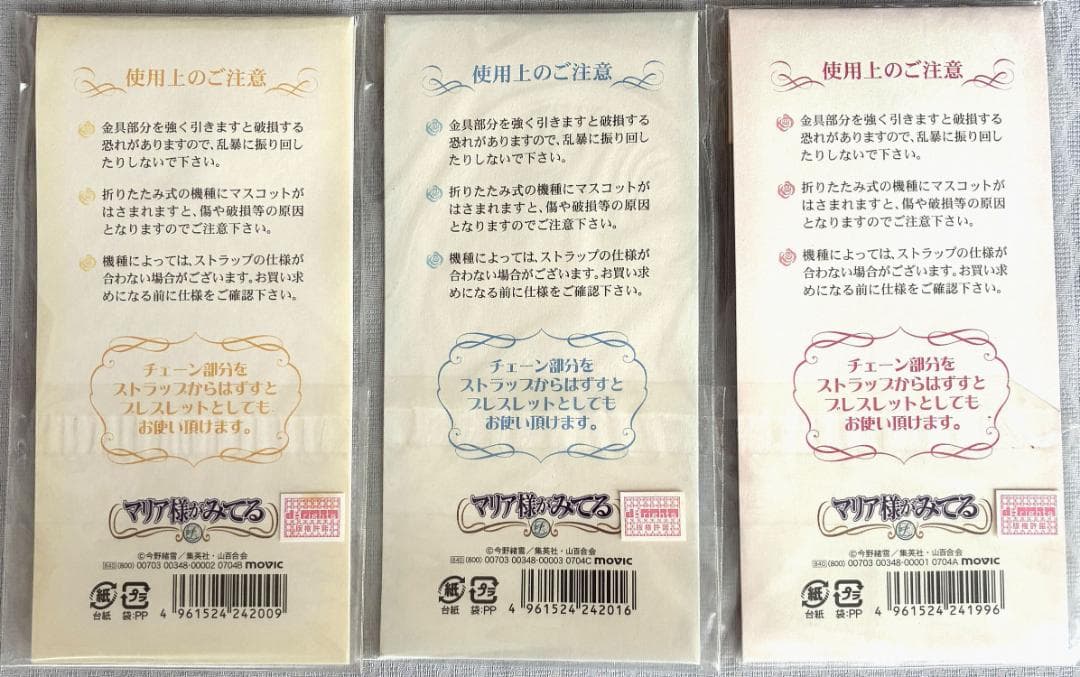 使用上のご注意
金具部分を強く引きますと破損する
恐れがありますので、乱暴に振り回し
たりしないで下さい。
折りたたみ式の機種にマスコットが
はさまれますと、傷や破損等の原因
となりますのでご注意下さい。
機種によっては、ストラップの仕様が
合わない場合がございます。お買い求
めになる前に仕様をご確認下さい。
チェーン部分を
ストラップからはずすと
ブレスレットとしても
お使い頂けます。
マリア様がみてる
©今野緒雪/集英社・山百合会
840 (800) 00703 00348-00002 0704B movic
紙 プラ
台紙 袋:PP
4 961524 242009
版権許諾
使用上のご注意
金具部分を強く引きますと破損する
恐れがありますので、乱暴に振り回し
たりしないで下さい。
折りたたみ式の機種にマスコットが
はさまれますと、傷や破損等の原因
となりますのでご注意下さい。
機種によっては、ストラップの仕様が
合わない場合がございます。お買い求
めになる前に仕様をご確認下さい。
チェーン部分を
ストラップからはずすと
ブレスレットとしても
お使い頂けます。
マリア様がみてる
©今野緒雪/集英社・山百合会
840 (800) 00703 00348-00003 0704C movic
紙 プラ
台紙 袋:PP
4 961524 242016
版権許諾
使用上のご注意
金具部分を強く引きますと破損する
恐れがありますので、乱暴に振り回し
たりしないで下さい。
折りたたみ式の機種にマスコットが
はさまれますと、傷や破損等の原因
となりますのでご注意下さい。
機種によっては、ストラップの仕様が
合わない場合がございます。お買い求
めになる前に仕様をご確認下さい。
チェーン部分を
ストラップからはずすと
ブレスレットとしても
お使い頂けます。
マリア様がみてる
©今野緒雪/集英社・山百合会
840 (800) 00703 00348-00001 0704A movic
紙 プラ
台紙 袋:PP
4 961524 241996
版権許諾